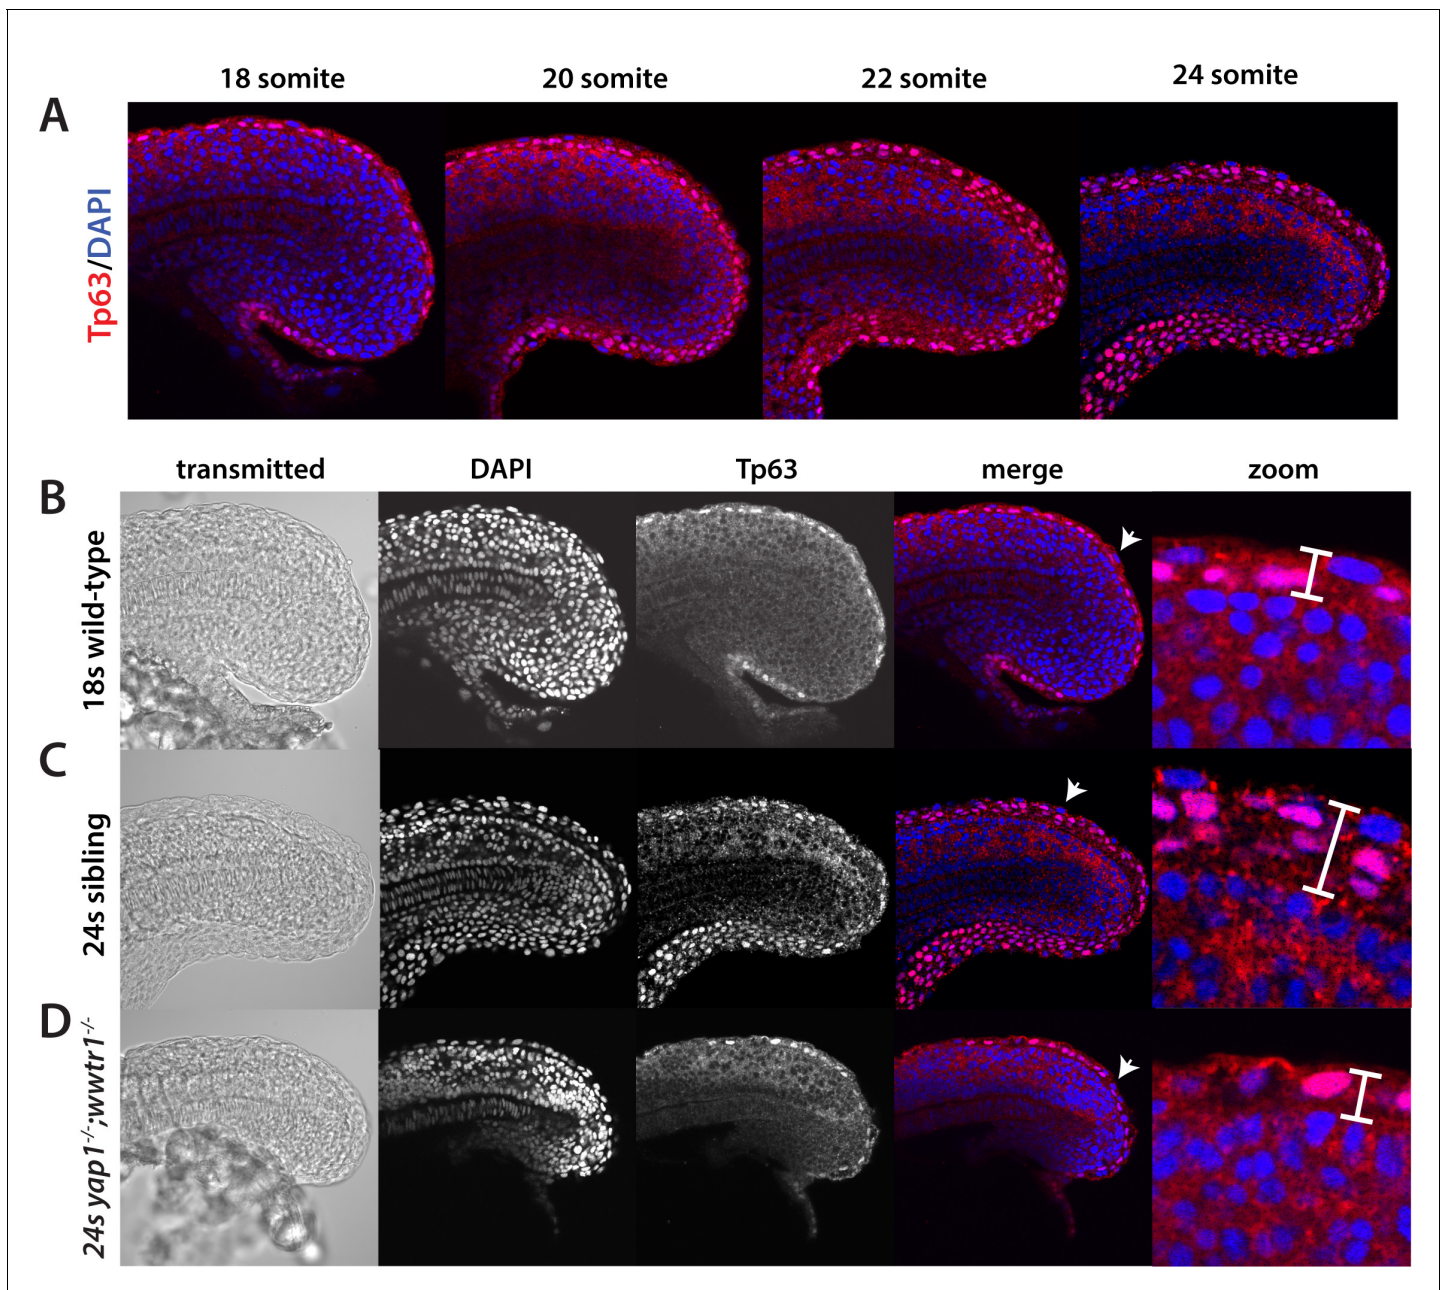 18 somite 20 somite 22 somite 24 somite
A
Tp63/DAPI
transmitted DAPI Tp63 merge zoom
B
18s wild-type
C
24s sibling
D
24s yap1-/-;wwtr1-/-